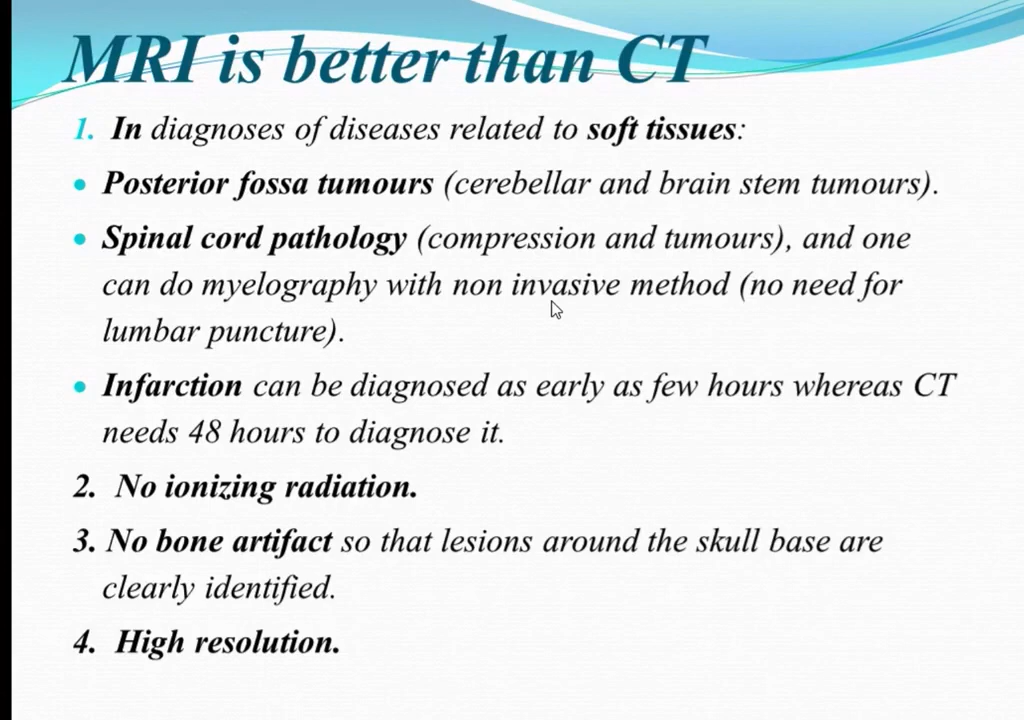 MRI is better than CT
1. In diagnoses of diseases related to soft tissues:
• Posterior fossa tumours (cerebellar and brain stem tumours).
• Spinal cord pathology (compression and tumours), and one
can do myelography with non invasive method (no need for
lumbar puncture).
• Infarction can be diagnosed as early as few hours whereas CT
needs 48 hours to diagnose it.
2. No ionizing radiation.
3. No bone artifact so that lesions around the skull base are
clearly identified.
4. High resolution.